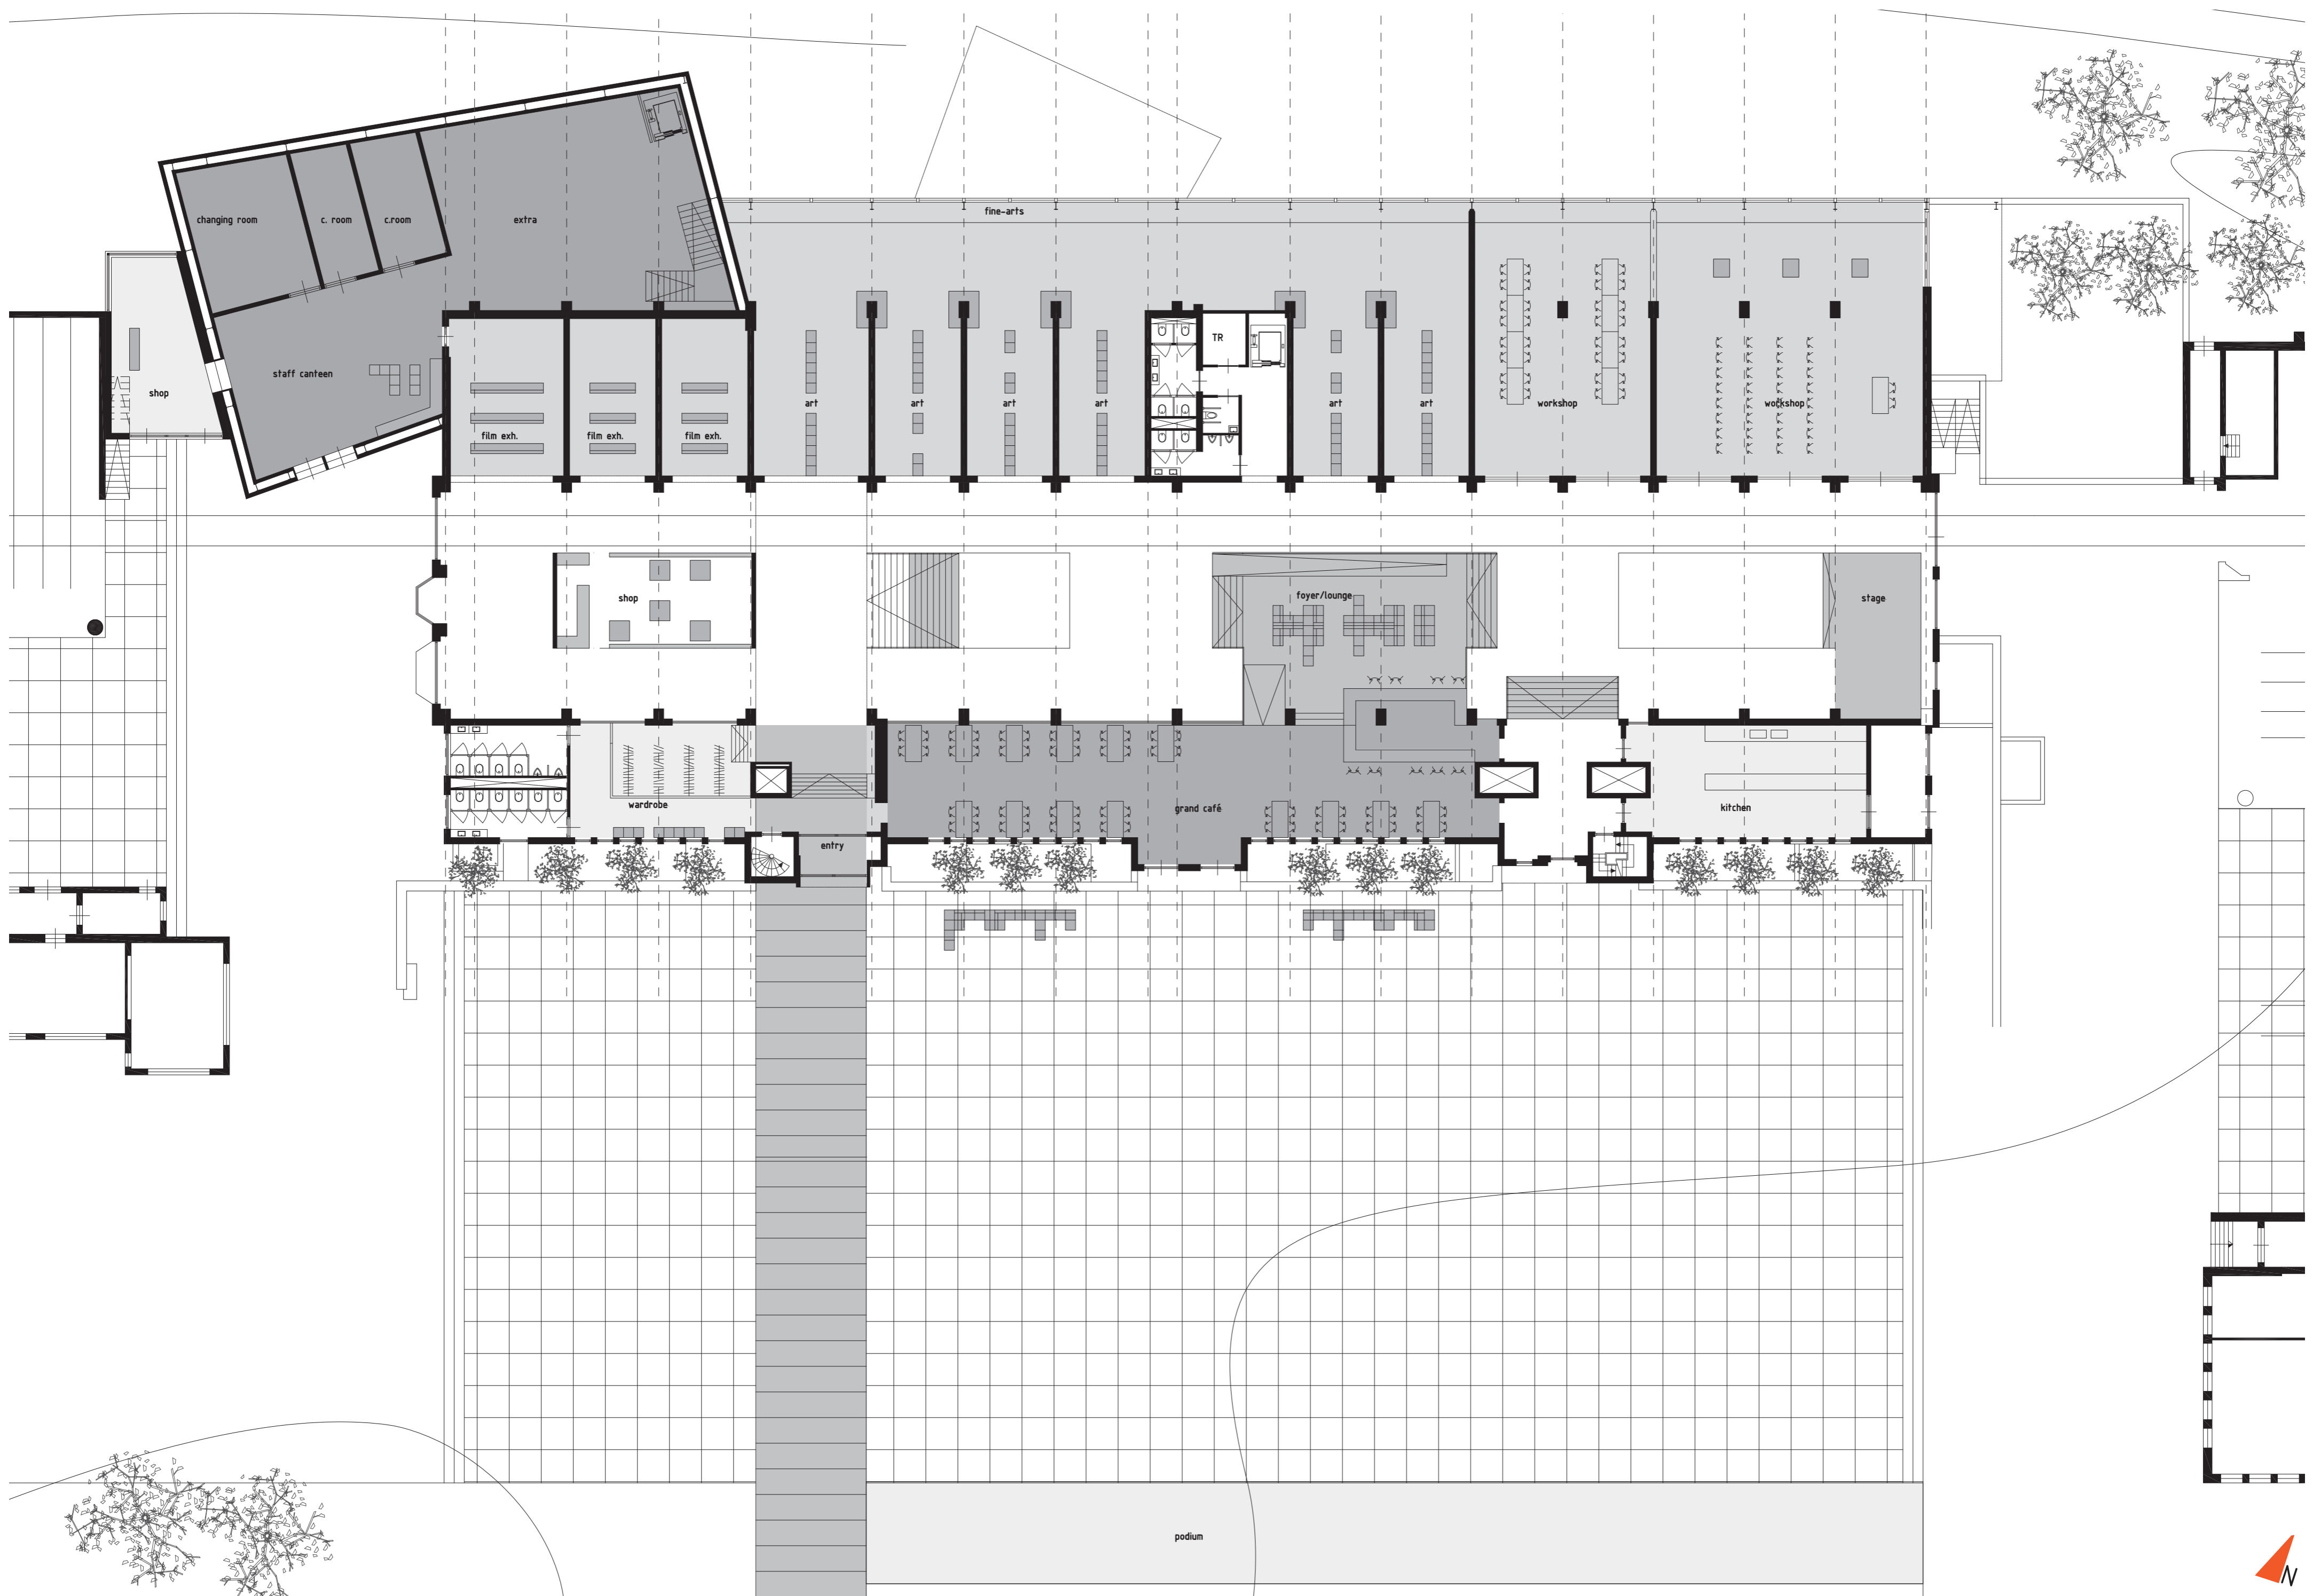 fine-arts
changing room
c. room
c.room
extra
TR
staff canteen
shop
art
art
art
art
art
art
workshop
workshop
film exh.
film exh.
film exh.
shop
foyer/lounge
stage
wardrobe
grand café
kitchen
entry
podium
N